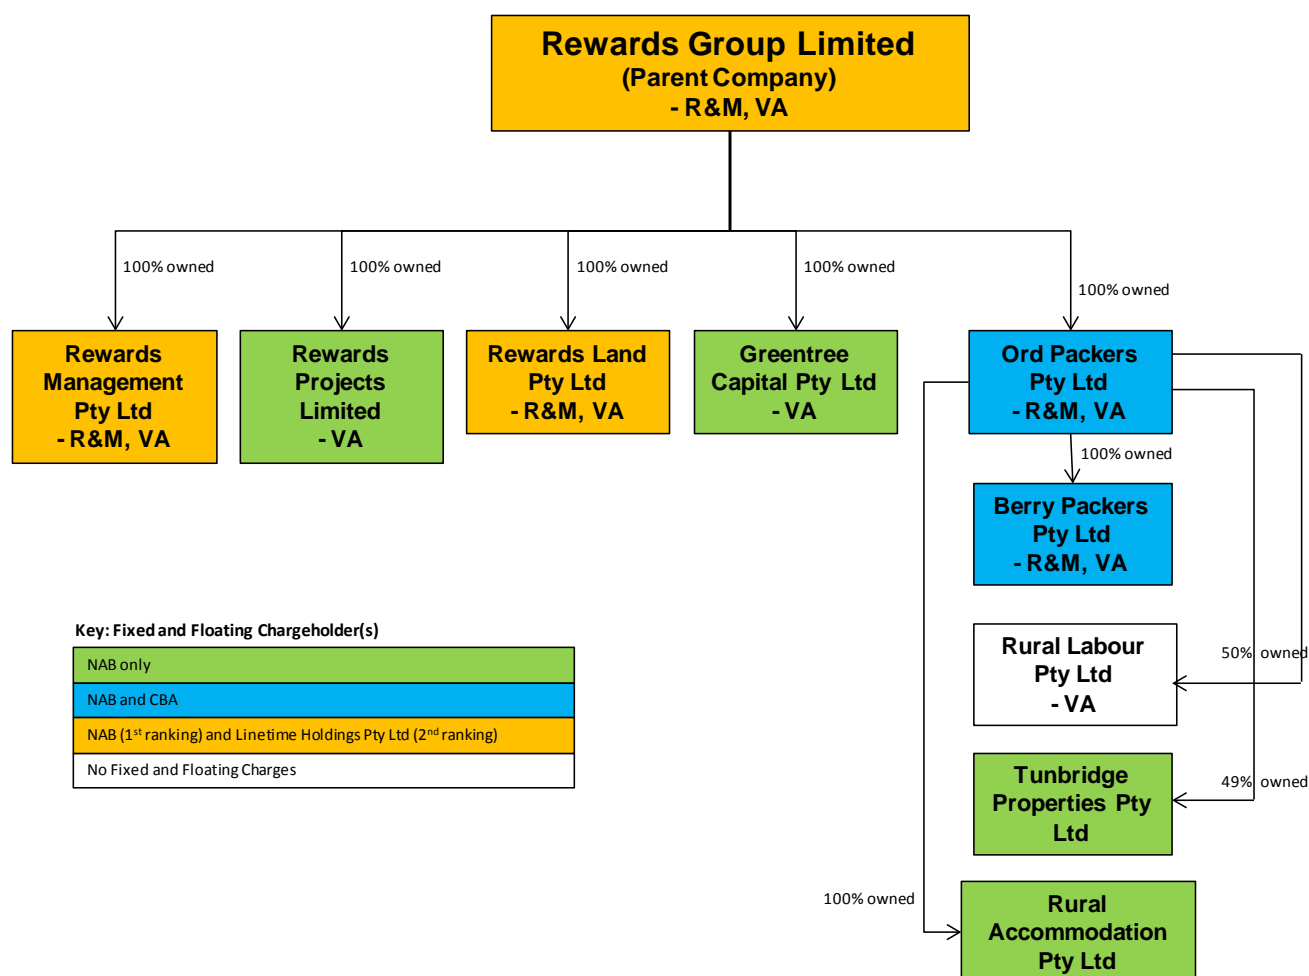 Rewards Group Limited
(Parent Company)
- R&M, VA
100% owned
100% owned
100% owned
100% owned
100% owned
Rewards
Management
Pty Ltd
- R&M, VA
Rewards
Projects
Limited
- VA
Rewards Land
Pty Ltd
- R&M, VA
Greentree
Capital Pty Ltd
- VA
Ord Packers
Pty Ltd
- R&M, VA
100% owned
Berry Packers
Pty Ltd
- R&M, VA
Key: Fixed and Floating Chargeholder(s)
NAB only
NAB and CBA
NAB (1st ranking) and Linetime Holdings Pty Ltd (2nd ranking)
No Fixed and Floating Charges
Rural Labour
Pty Ltd
- VA
50% owned
Tunbridge
Properties Pty
Ltd
49% owned
100% owned
Rural
Accommodation
Pty Ltd